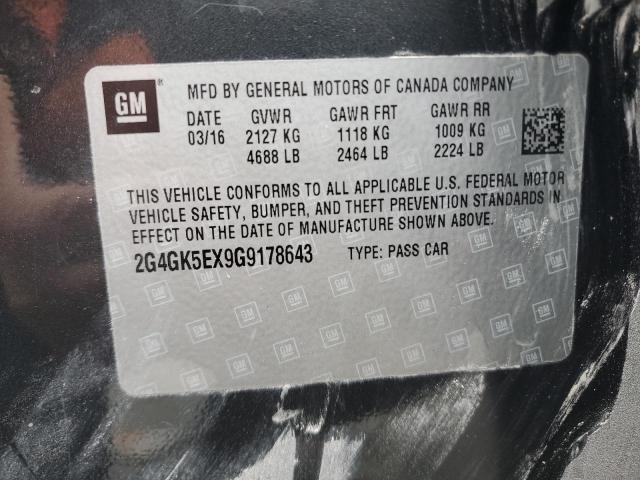 GM
MFD BY GENERAL MOTORS OF CANADA COMPANY
DATE GVWR GAWR FRT GAWR RR
03/16 2127 KG 1118 KG 1009 KG
4688 LB 2464 LB 2224 LB
THIS VEHICLE CONFORMS TO ALL APPLICABLE U.S. FEDERAL MOTOR
VEHICLE SAFETY, BUMPER, AND THEFT PREVENTION STANDARDS IN
EFFECT ON THE DATE OF MANUFACTURE SHOWN ABOVE.
2G4GK5EX9G9178643 TYPE: PASS CAR